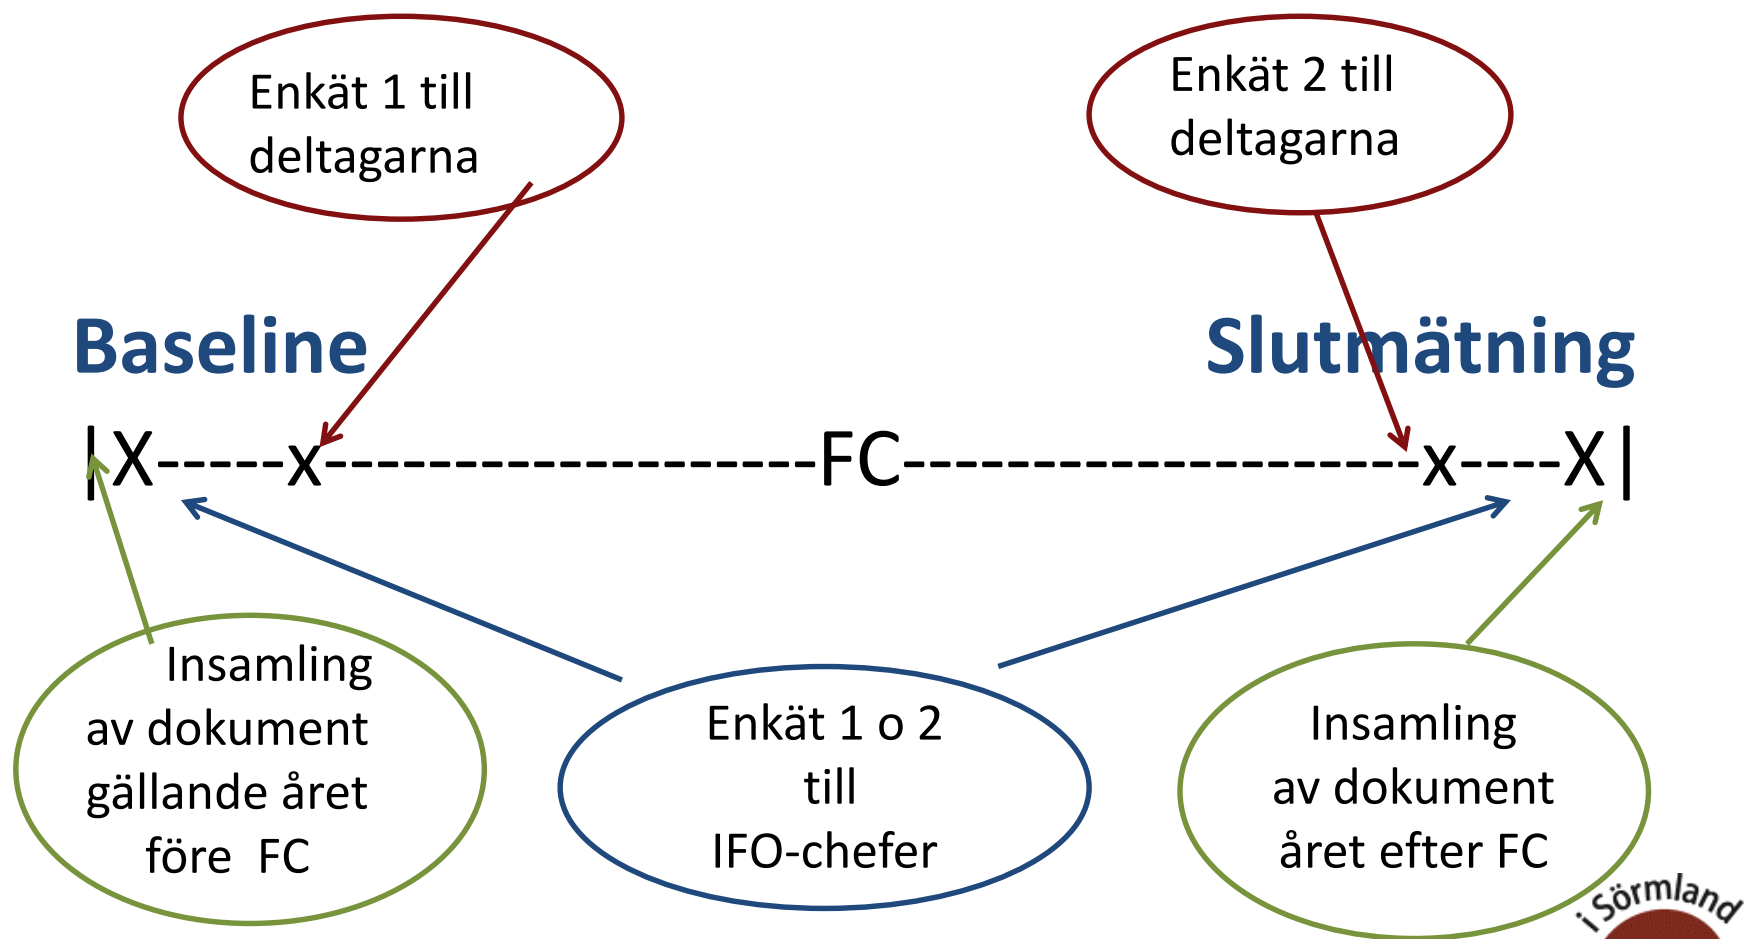 Enkät 1 till
deltagarna
Enkät 2 till
deltagarna
Baseline
Slutmätning
|X-----x-------------------FC--------------------x----X|
Insamling
av dokument
gällande året
före FC
Enkät 1 o 2
till
IFO-chefer
Insamling
av dokument
året efter FC
i Sörmland